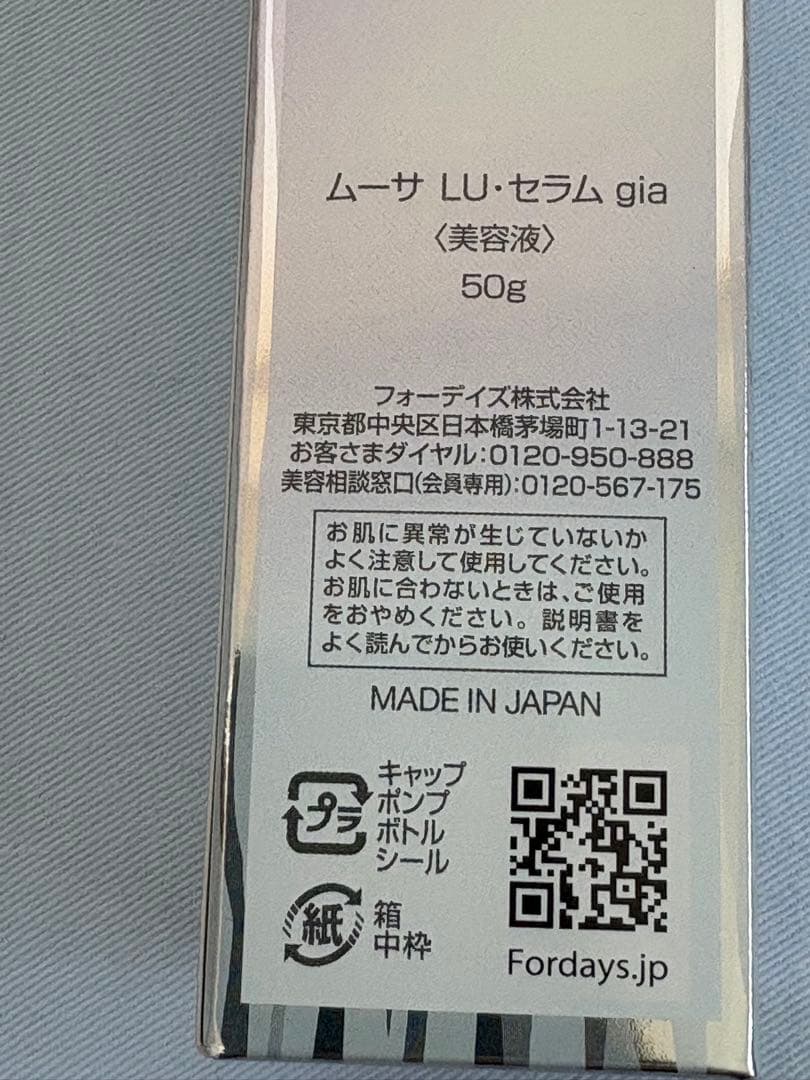 ムーサ LU・セラム gia
〈美容液〉
50g
フォーデイズ株式会社
東京都中央区日本橋茅場町1-13-21
お客さまダイヤル:0120-950-888
美容相談窓口(会員専用):0120-567-175
お肌に異常が生じていないか
よく注意して使用してください。
お肌に合わないときは、ご使用
をおやめください。説明書を
よく読んでからお使いください。
MADE IN JAPAN
プラ
キャップ
ポンプ
ボトル
シール
紙
箱
中枠
Fordays.jp